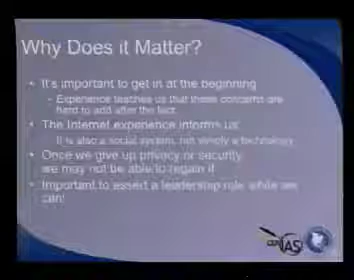 Why Does it Matter?
• It's important to get in at the beginning
- Experience teaches us that these concerns are
hard to add after the fact
• The Internet experience informs us
It is also a social system, not simply a technology
• Once we give up privacy or security,
we may not be able to regain it
• Important to assert a leadership role while we
can!